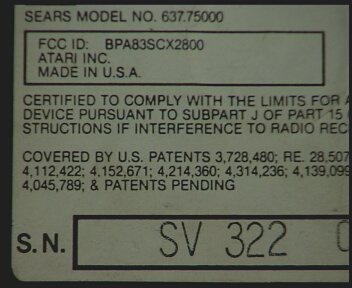 SEARS MODEL NO. 637.75000
FCC ID: BPA83SCX2800
ATARI INC.
MADE IN U.S.A.
CERTIFIED TO COMPLY WITH THE LIMITS FOR A
DEVICE PURSUANT TO SUBPART J OF PART 15
STRUCTIONS IF INTERFERENCE TO RADIO REC
COVERED BY U.S. PATENTS 3,728,480; RE. 28,507
4,112,422; 4,152,671; 4,214,360; 4,314,236; 4,139,099
4,045,789; & PATENTS PENDING
S.N. SV 322